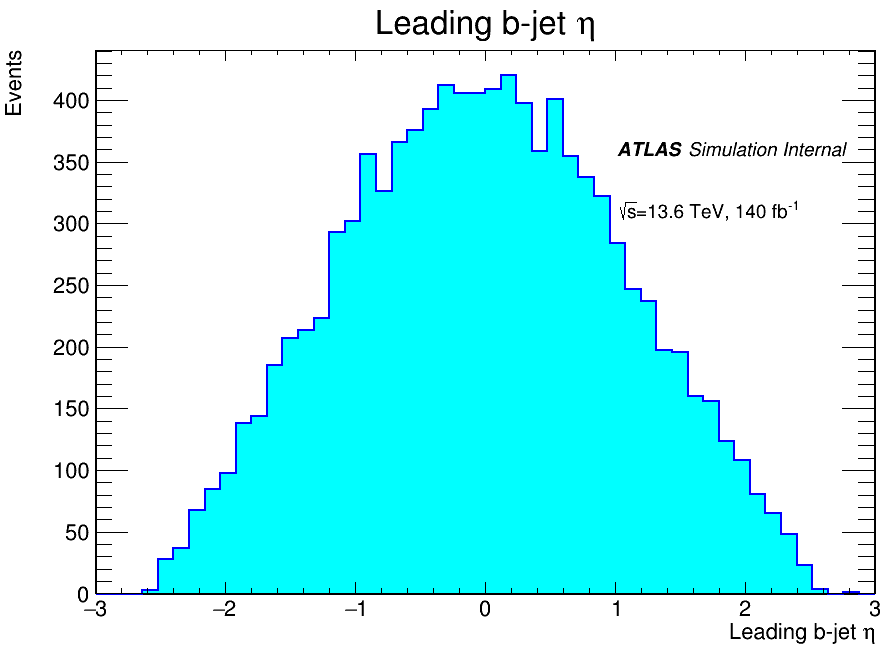 Leading b-jet η
Events
400
350
300
250
200
150
100
50
0
ATLAS Simulation Internal
√s=13.6 TeV, 140 fb⁻¹
−3 −2 −1 0 1 2 3
Leading b-jet η